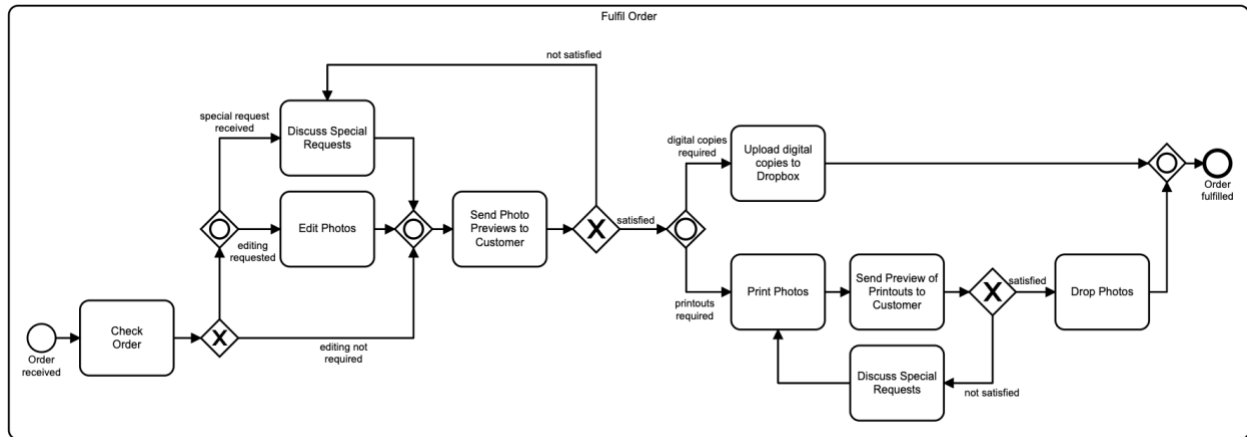 Fulfil Order
not satisfied
special request
received
Discuss Special
Requests
digital copies
required
Upload digital
copies to
Dropbox
Order
fulfilled
editing
requested
Edit Photos
Send Photo
Previews to
Customer
X
satisfied
printouts
required
Print Photos
Send Preview of
Printouts to
Customer
X
satisfied
Drop Photos
Order
received
Check
Order
X
editing not
required
Discuss Special
Requests
not satisfied